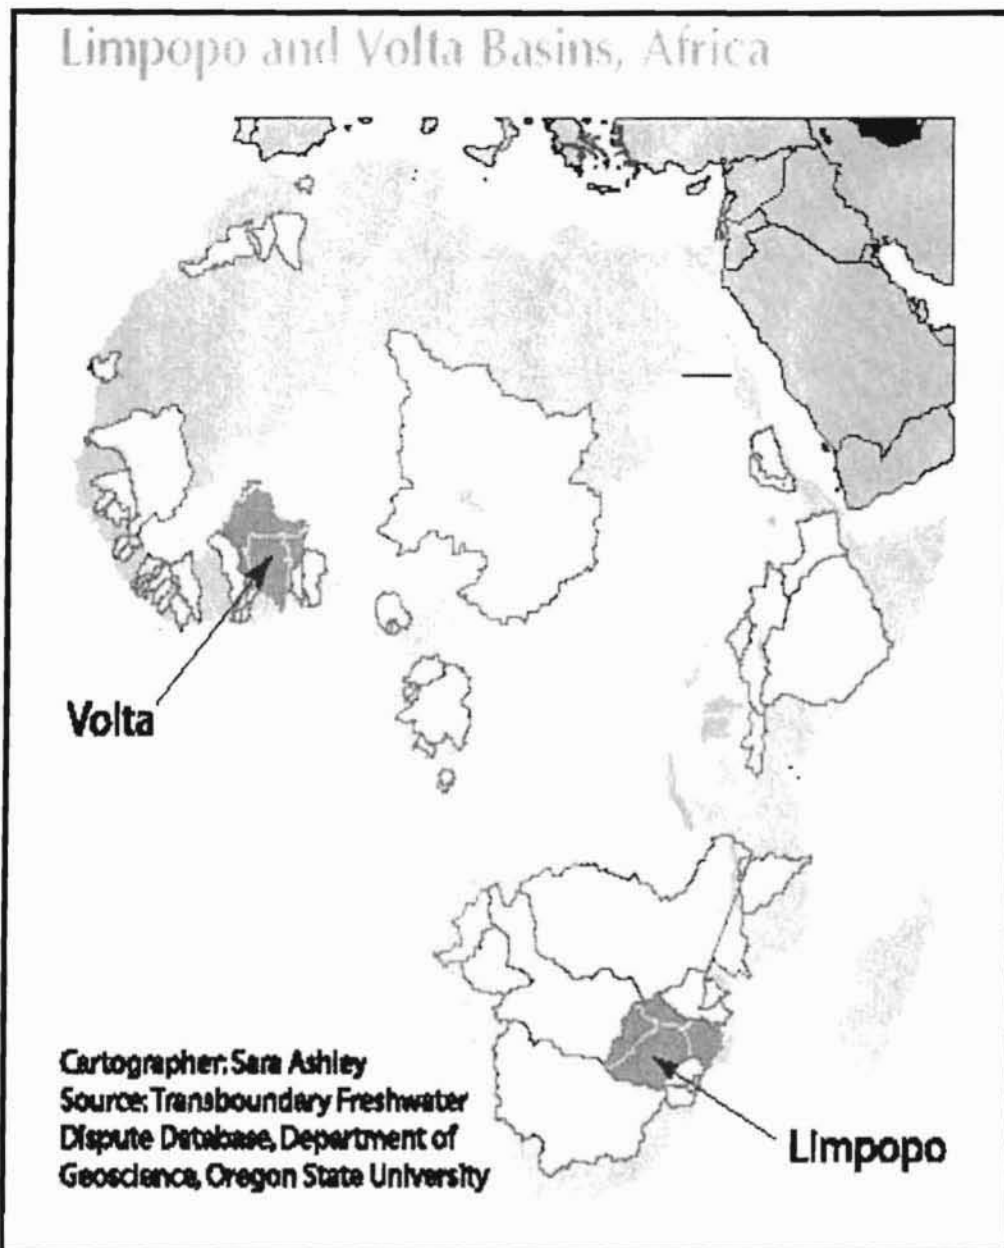 Limpopo and Volta Basins, Africa
Volta
Cartographer: Sara Ashley
Source: Transboundary Freshwater
Dispute Database, Department of
Geoscience, Oregon State University
Limpopo